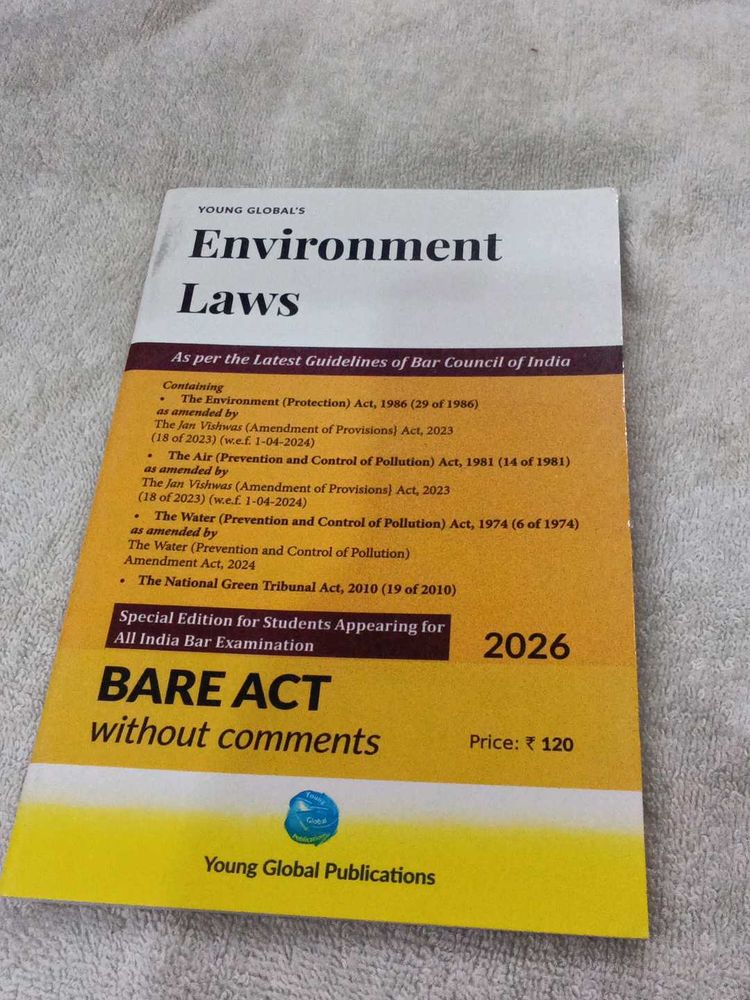 YOUNG GLOBAL'S
Environment
Laws
As per the Latest Guidelines of Bar Council of India
Containing
• The Environment (Protection) Act, 1986 (29 of 1986)
as amended by
The Jan Vishwas (Amendment of Provisions} Act, 2023
(18 of 2023) (w.e.f. 1-04-2024)
• The Air (Prevention and Control of Pollution) Act, 1981 (14 of 1981)
as amended by
The Jan Vishwas (Amendment of Provisions} Act, 2023
(18 of 2023) (w.e.f. 1-04-2024)
• The Water (Prevention and Control of Pollution) Act, 1974 (6 of 1974)
as amended by
The Water (Prevention and Control of Pollution)
Amendment Act, 2024
• The National Green Tribunal Act, 2010 (19 of 2010)
Special Edition for Students Appearing for
All India Bar Examination
2026
BARE ACT
without comments
Price: ₹ 120
Young
Global
Publications
Young Global Publications